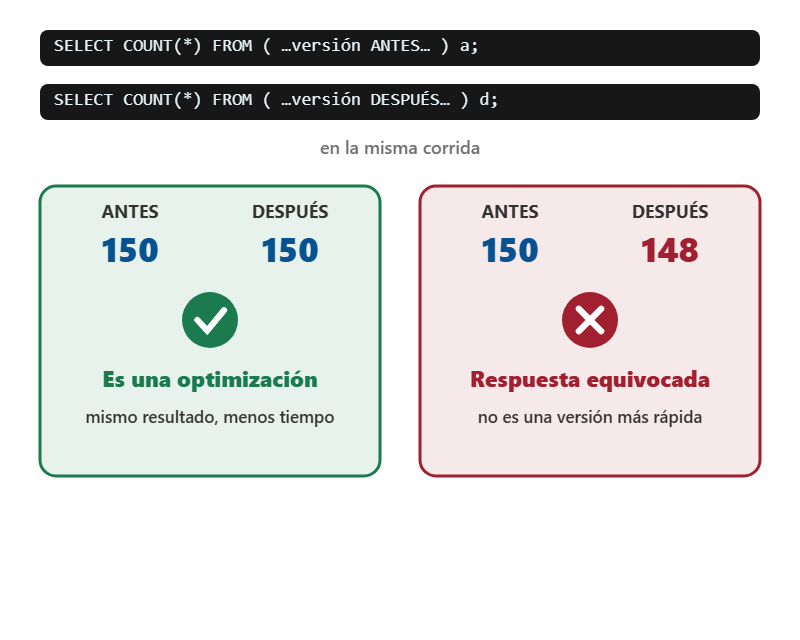 SELECT COUNT(*) FROM ( …versión ANTES… ) a;
SELECT COUNT(*) FROM ( …versión DESPUÉS… ) d;
en la misma corrida
ANTES DESPUÉS
150 150
Es una optimización
mismo resultado, menos tiempo
ANTES DESPUÉS
150 148
Respuesta equivocada
no es una versión más rápida